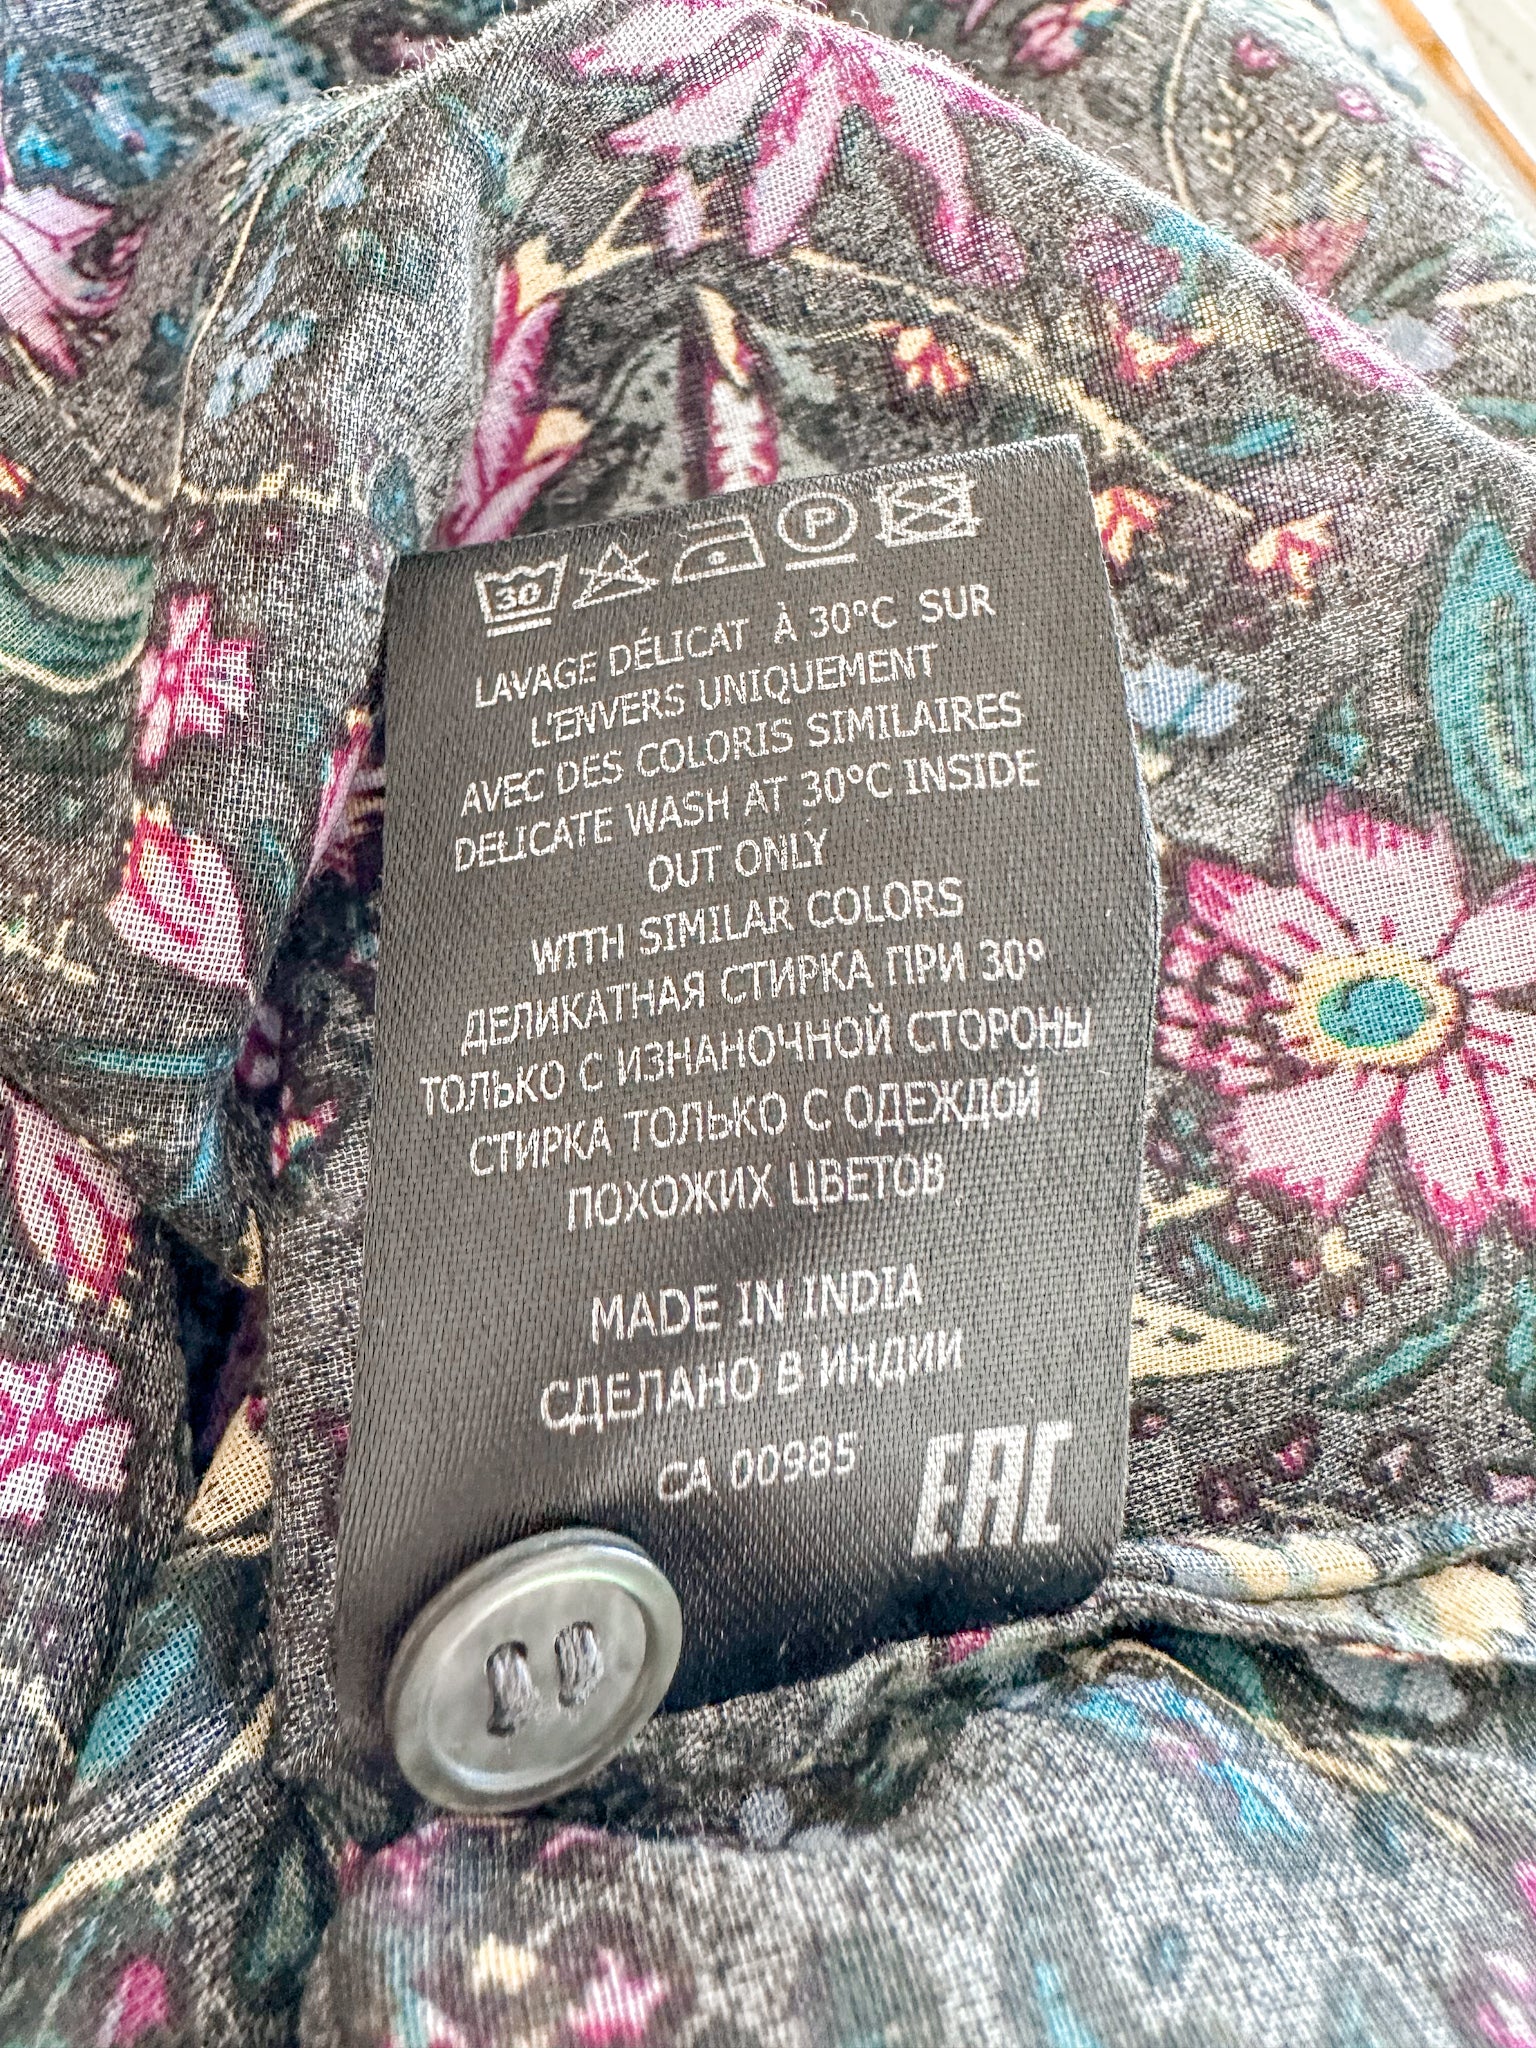 30 P
LAVAGE DÉLICAT À 30°C SUR
L'ENVERS UNIQUEMENT
AVEC DES COLORIS SIMILAIRES
DELICATE WASH AT 30°C INSIDE
OUT ONLY
WITH SIMILAR COLORS
ДЕЛИКАТНАЯ СТИРКА ПРИ 30°
ТОЛЬКО С ИЗНАНОЧНОЙ СТОРОНЫ
СТИРКА ТОЛЬКО С ОДЕЖДОЙ
ПОХОЖИХ ЦВЕТОВ
MADE IN INDIA
СДЕЛАНО В ИНДИИ
CA 00985
EAC